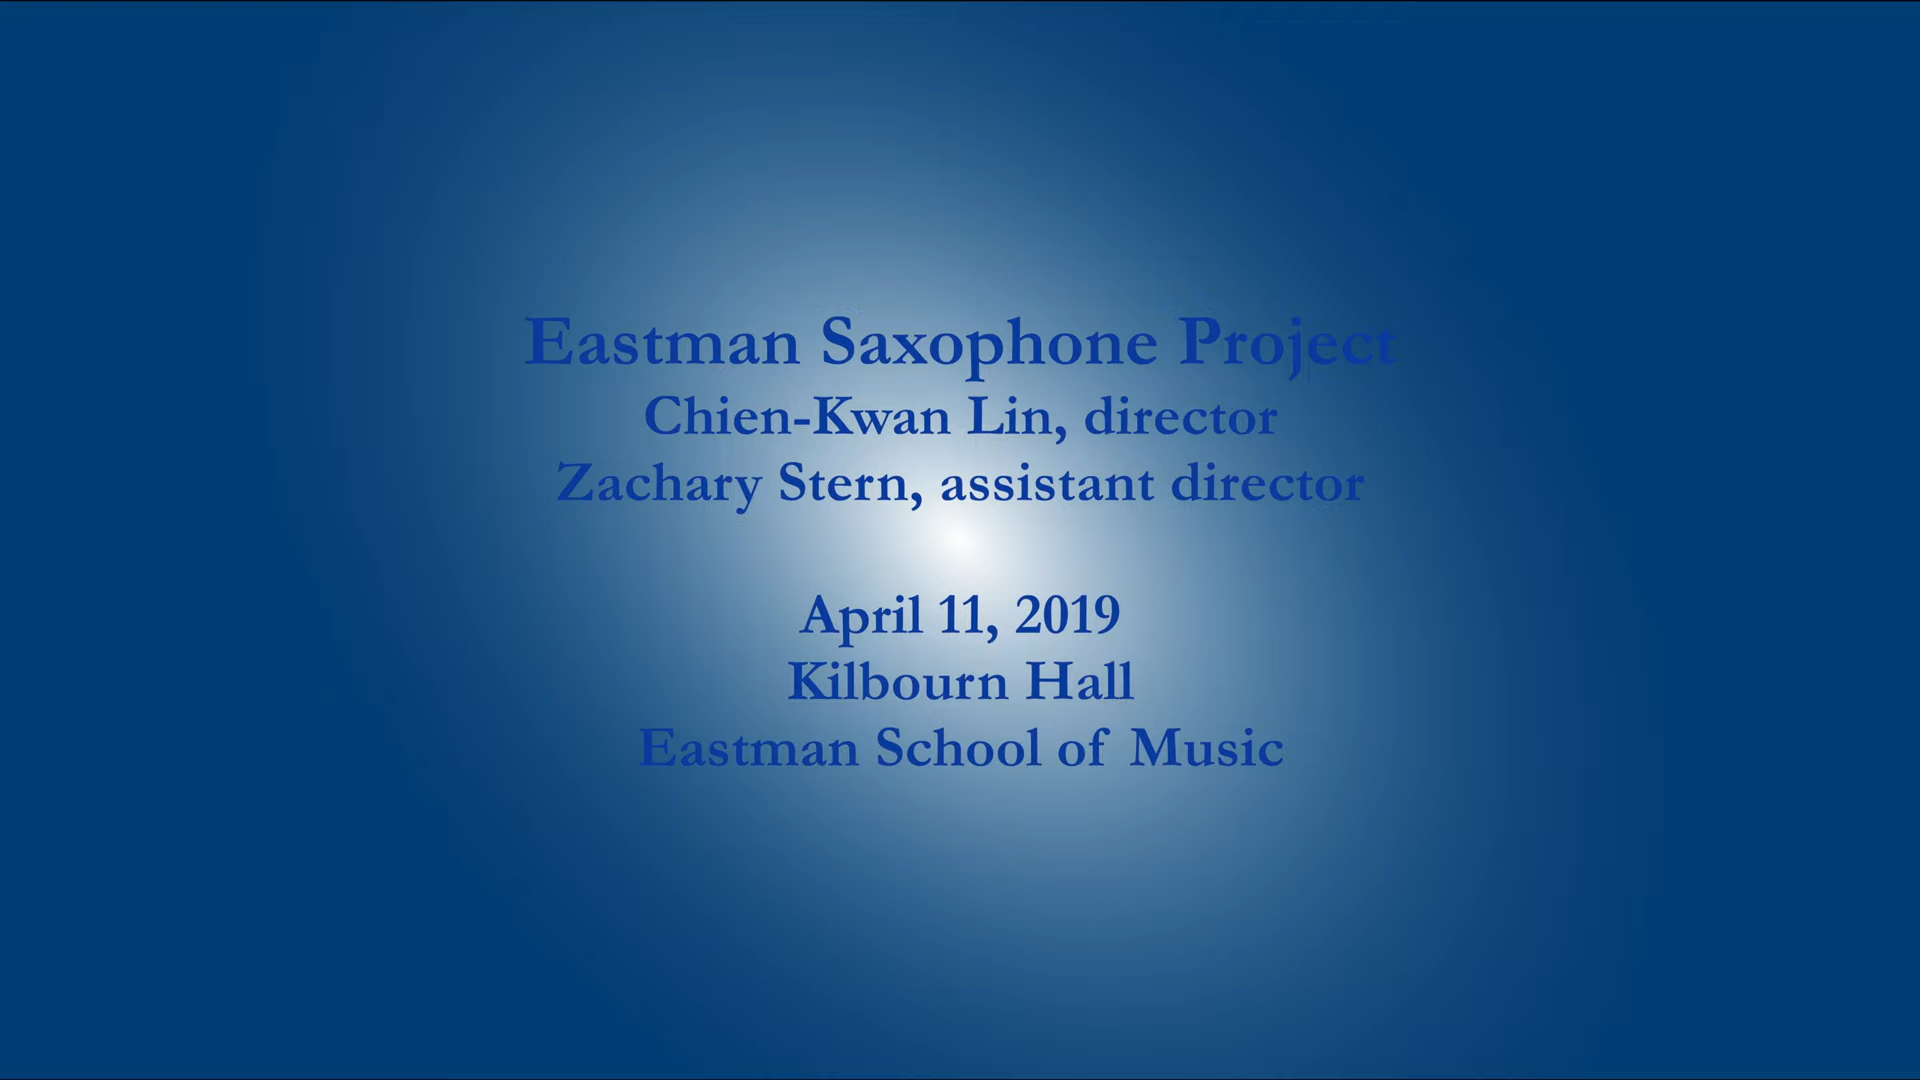 Eastman Saxophone Project
Chien-Kwan Lin, director
Zachary Stern, assistant director
April 11, 2019
Kilbourn Hall
Eastman School of Music